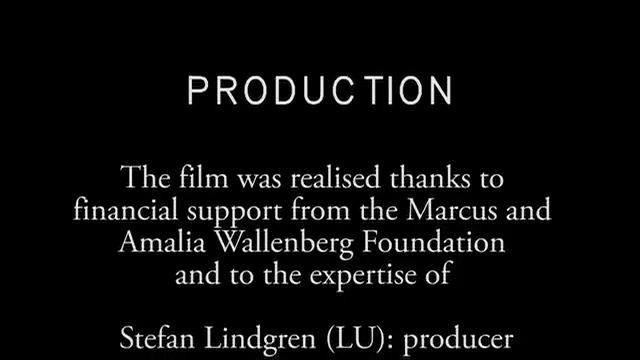 PRODUCTION
The film was realised thanks to
financial support from the Marcus and
Amalia Wallenberg Foundation
and to the expertise of
Stefan Lindgren (LU): producer